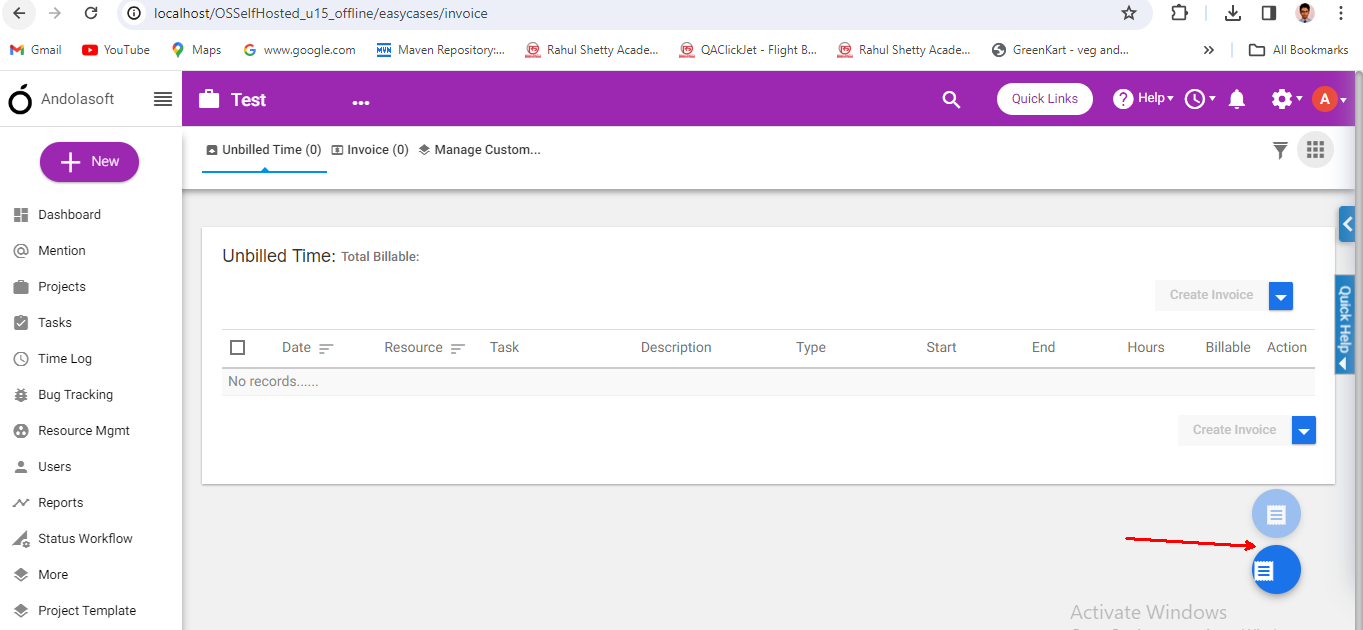 localhost/OSSelfHosted_u15_offline/easycases/invoice
Gmail YouTube Maps www.google.com Maven Repository:... Rahul Shetty Acade... QAClickJet - Flight B... Rahul Shetty Acade... GreenKart - veg and... » All Bookmarks
Andolasoft Test ... Quick Links Help A
New
Unbilled Time (0) Invoice (0) Manage Custom...
Dashboard
Mention
Projects
Tasks
Time Log
Bug Tracking
Resource Mgmt
Users
Reports
Status Workflow
More
Project Template
Unbilled Time: Total Billable:
Create Invoice
Date Resource Task Description Type Start End Hours Billable Action
No records......
Create Invoice
Quick Help
Activate Windows